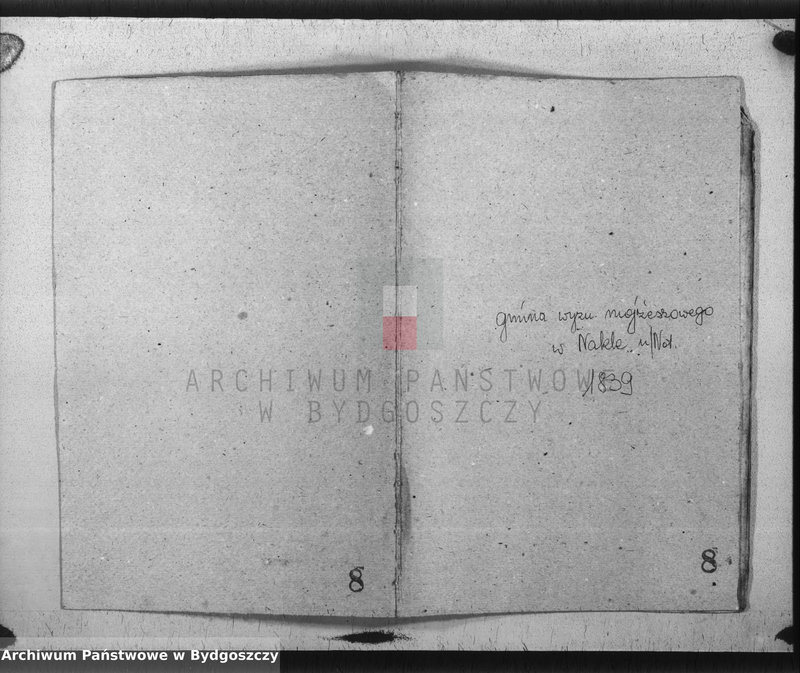 gmina wyzn. mojżeszowego
w Nakle n/Not.
1839
ARCHIWUM PAŃSTWOWE
W BYDGOSZCZY
8
8
Archiwum Państwowe w Bydgoszczy